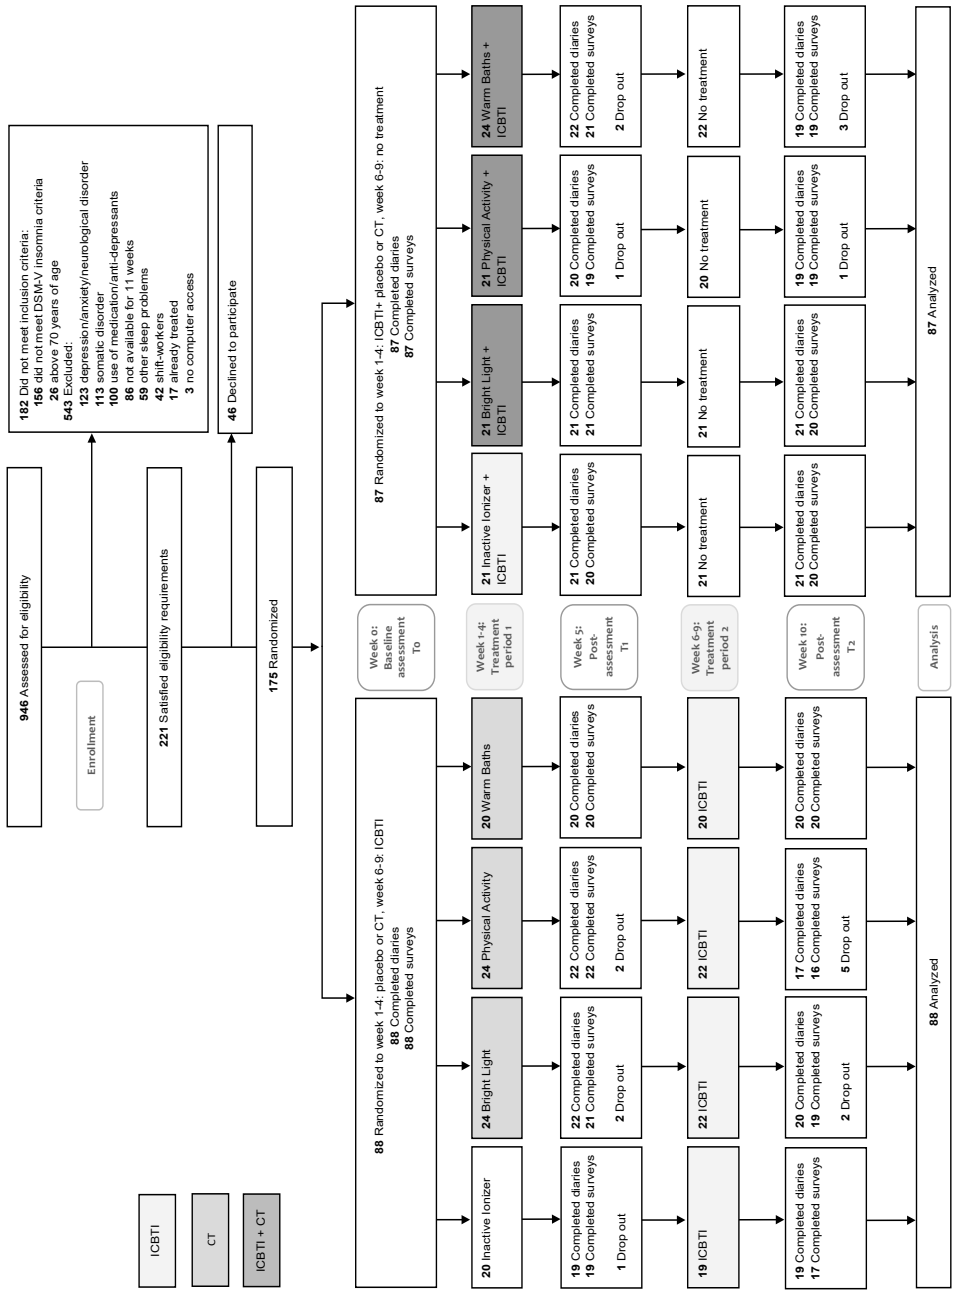 ICBTI
CT
ICBTI + CT
946 Assessed for eligibility
Enrollment
182 Did not meet inclusion criteria:
156 did not meet DSM-V insomnia criteria
26 above 70 years of age
543 Excluded:
123 depression/anxiety/neurological disorder
113 somatic disorder
100 use of medication/anti-depressants
86 not available for 11 weeks
59 other sleep problems
42 shift-workers
17 already treated
3 no computer access
221 Satisfied eligibility requirements
46 Declined to participate
175 Randomized
88 Randomized to week 1-4: placebo or CT, week 6-9: ICBTI
88 Completed diaries
88 Completed surveys
Week 0:
Baseline
assessment
T0
87 Randomized to week 1-4: ICBTI+ placebo or CT, week 6-9: no treatment
87 Completed diaries
87 Completed surveys
20 Inactive Ionizer
24 Bright Light
24 Physical Activity
20 Warm Baths
Week 1-4:
Treatment
period 1
21 Inactive Ionizer +
ICBTI
21 Bright Light +
ICBTI
21 Physical Activity +
ICBTI
24 Warm Baths +
ICBTI
19 Completed diaries
19 Completed surveys
1 Drop out
22 Completed diaries
21 Completed surveys
2 Drop out
22 Completed diaries
22 Completed surveys
2 Drop out
20 Completed diaries
20 Completed surveys
Week 5:
Post-
assessment
T1
21 Completed diaries
20 Completed surveys
21 Completed diaries
21 Completed surveys
20 Completed diaries
19 Completed surveys
1 Drop out
22 Completed diaries
21 Completed surveys
2 Drop out
19 ICBTI
22 ICBTI
22 ICBTI
20 ICBTI
Week 6-9:
Treatment
period 2
21 No treatment
21 No treatment
20 No treatment
22 No treatment
19 Completed diaries
17 Completed surveys
20 Completed diaries
19 Completed surveys
2 Drop out
17 Completed diaries
16 Completed surveys
5 Drop out
20 Completed diaries
20 Completed surveys
Week 10:
Post-
assessment
T2
21 Completed diaries
20 Completed surveys
21 Completed diaries
20 Completed surveys
19 Completed diaries
19 Completed surveys
1 Drop out
19 Completed diaries
19 Completed surveys
3 Drop out
88 Analyzed
Analysis
87 Analyzed